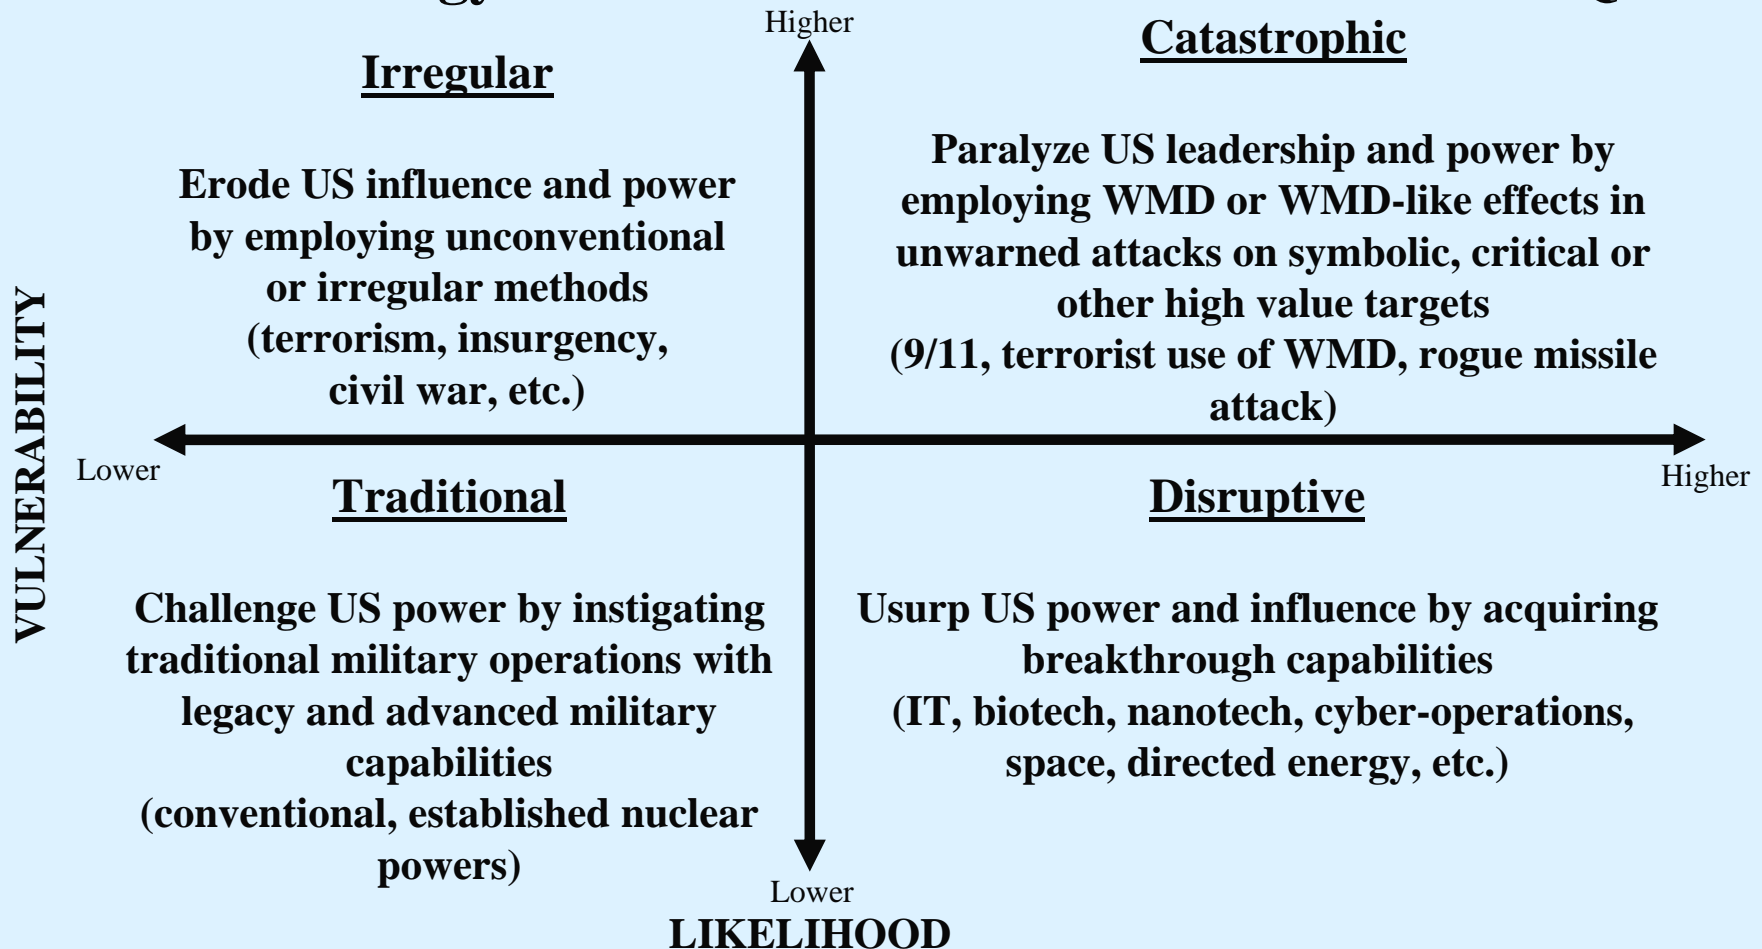 Higher
Irregular
Erode US influence and power
by employing unconventional
or irregular methods
(terrorism, insurgency,
civil war, etc.)
Catastrophic
Paralyze US leadership and power by
employing WMD or WMD-like effects in
unwarned attacks on symbolic, critical or
other high value targets
(9/11, terrorist use of WMD, rogue missile
attack)
VULNERABILITY
Lower
Higher
Traditional
Challenge US power by instigating
traditional military operations with
legacy and advanced military
capabilities
(conventional, established nuclear
powers)
Disruptive
Usurp US power and influence by acquiring
breakthrough capabilities
(IT, biotech, nanotech, cyber-operations,
space, directed energy, etc.)
Lower
LIKELIHOOD